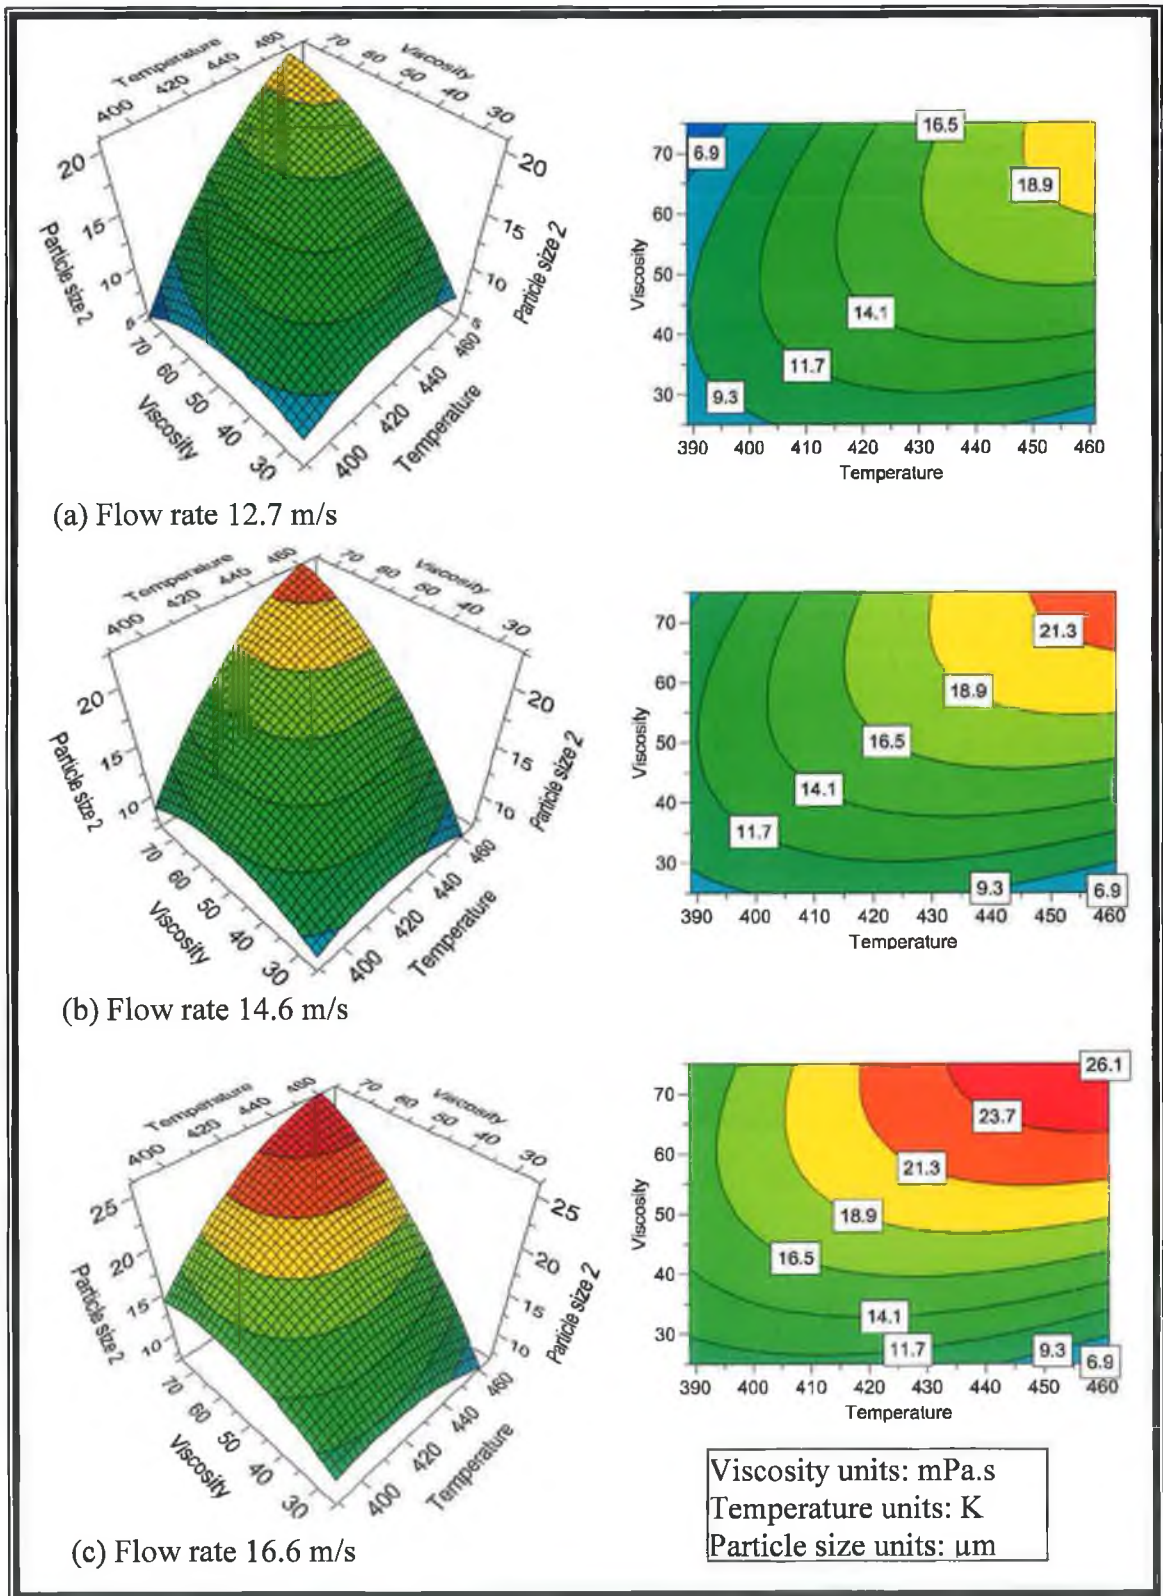 Temperature
400 420 440 460
70 60 50 40 30
Viscosity
20 15 10 5
Particle size 2
20 15 10 5
Particle size 2
70 60 50 40 30
Viscosity
400 420 440 460
Temperature
16.5
6.9
18.9
14.1
11.7
9.3
70
60
50
40
30
Viscosity
390 400 410 420 430 440 450 460
Temperature
(a) Flow rate 12.7 m/s
Temperature
400 420 440 460
70 60 50 40 30
Viscosity
20 15 10
Particle size 2
20 15 10
Particle size 2
70 60 50 40 30
Viscosity
400 420 440 460
Temperature
21.3
18.9
16.5
14.1
11.7
9.3
6.9
70
60
50
40
30
Viscosity
390 400 410 420 430 440 450 460
Temperature
(b) Flow rate 14.6 m/s
Temperature
400 420 440 460
70 60 50 40 30
Viscosity
25 20 15 10
Particle size 2
25 20 15 10
Particle size 2
70 60 50 40 30
Viscosity
400 420 440 460
Temperature
26.1
23.7
21.3
18.9
16.5
14.1
11.7
9.3
6.9
70
60
50
40
30
Viscosity
390 400 410 420 430 440 450 460
Temperature
(c) Flow rate 16.6 m/s
Viscosity units: mPa.s
Temperature units: K
Particle size units: μm